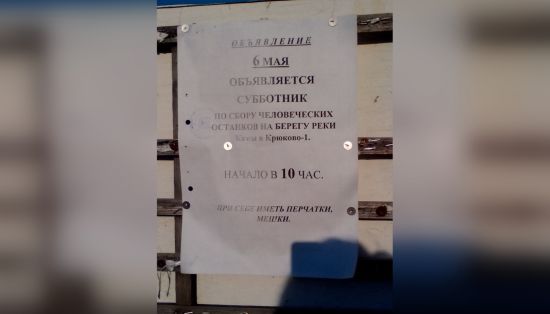 ОБЪЯВЛЕНИЕ
6 МАЯ
ОБЪЯВЛЯЕТСЯ
СУББОТНИК
ПО СБОРУ ЧЕЛОВЕЧЕСКИХ
ОСТАНКОВ НА БЕРЕГУ РЕКИ
Камы в Крюково-1.
НАЧАЛО В 10 ЧАС.
ПРИ СЕБЕ ИМЕТЬ ПЕРЧАТКИ,
МЕШКИ.